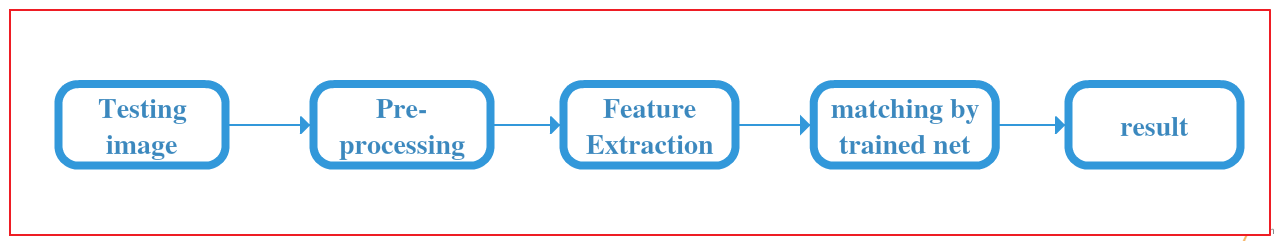 Testing
image
Pre-
processing
Feature
Extraction
matching by
trained net
result